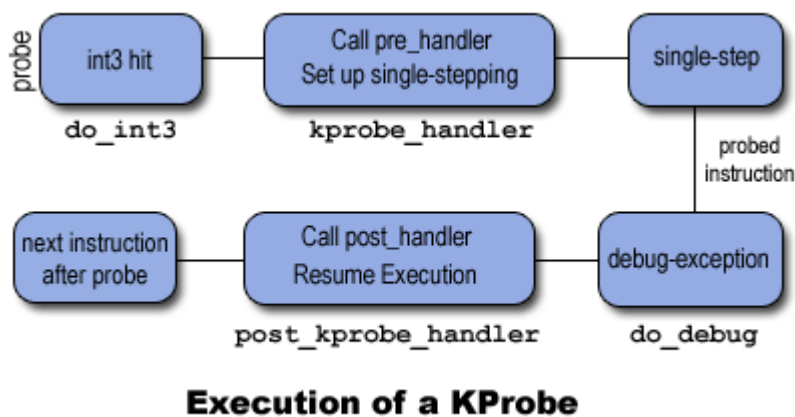 probe
int3 hit
Call pre_handler
Set up single-stepping
single-step
do_int3
kprobe_handler
probed
instruction
next instruction
after probe
Call post_handler
Resume Execution
debug-exception
post_kprobe_handler
do_debug
Execution of a KProbe